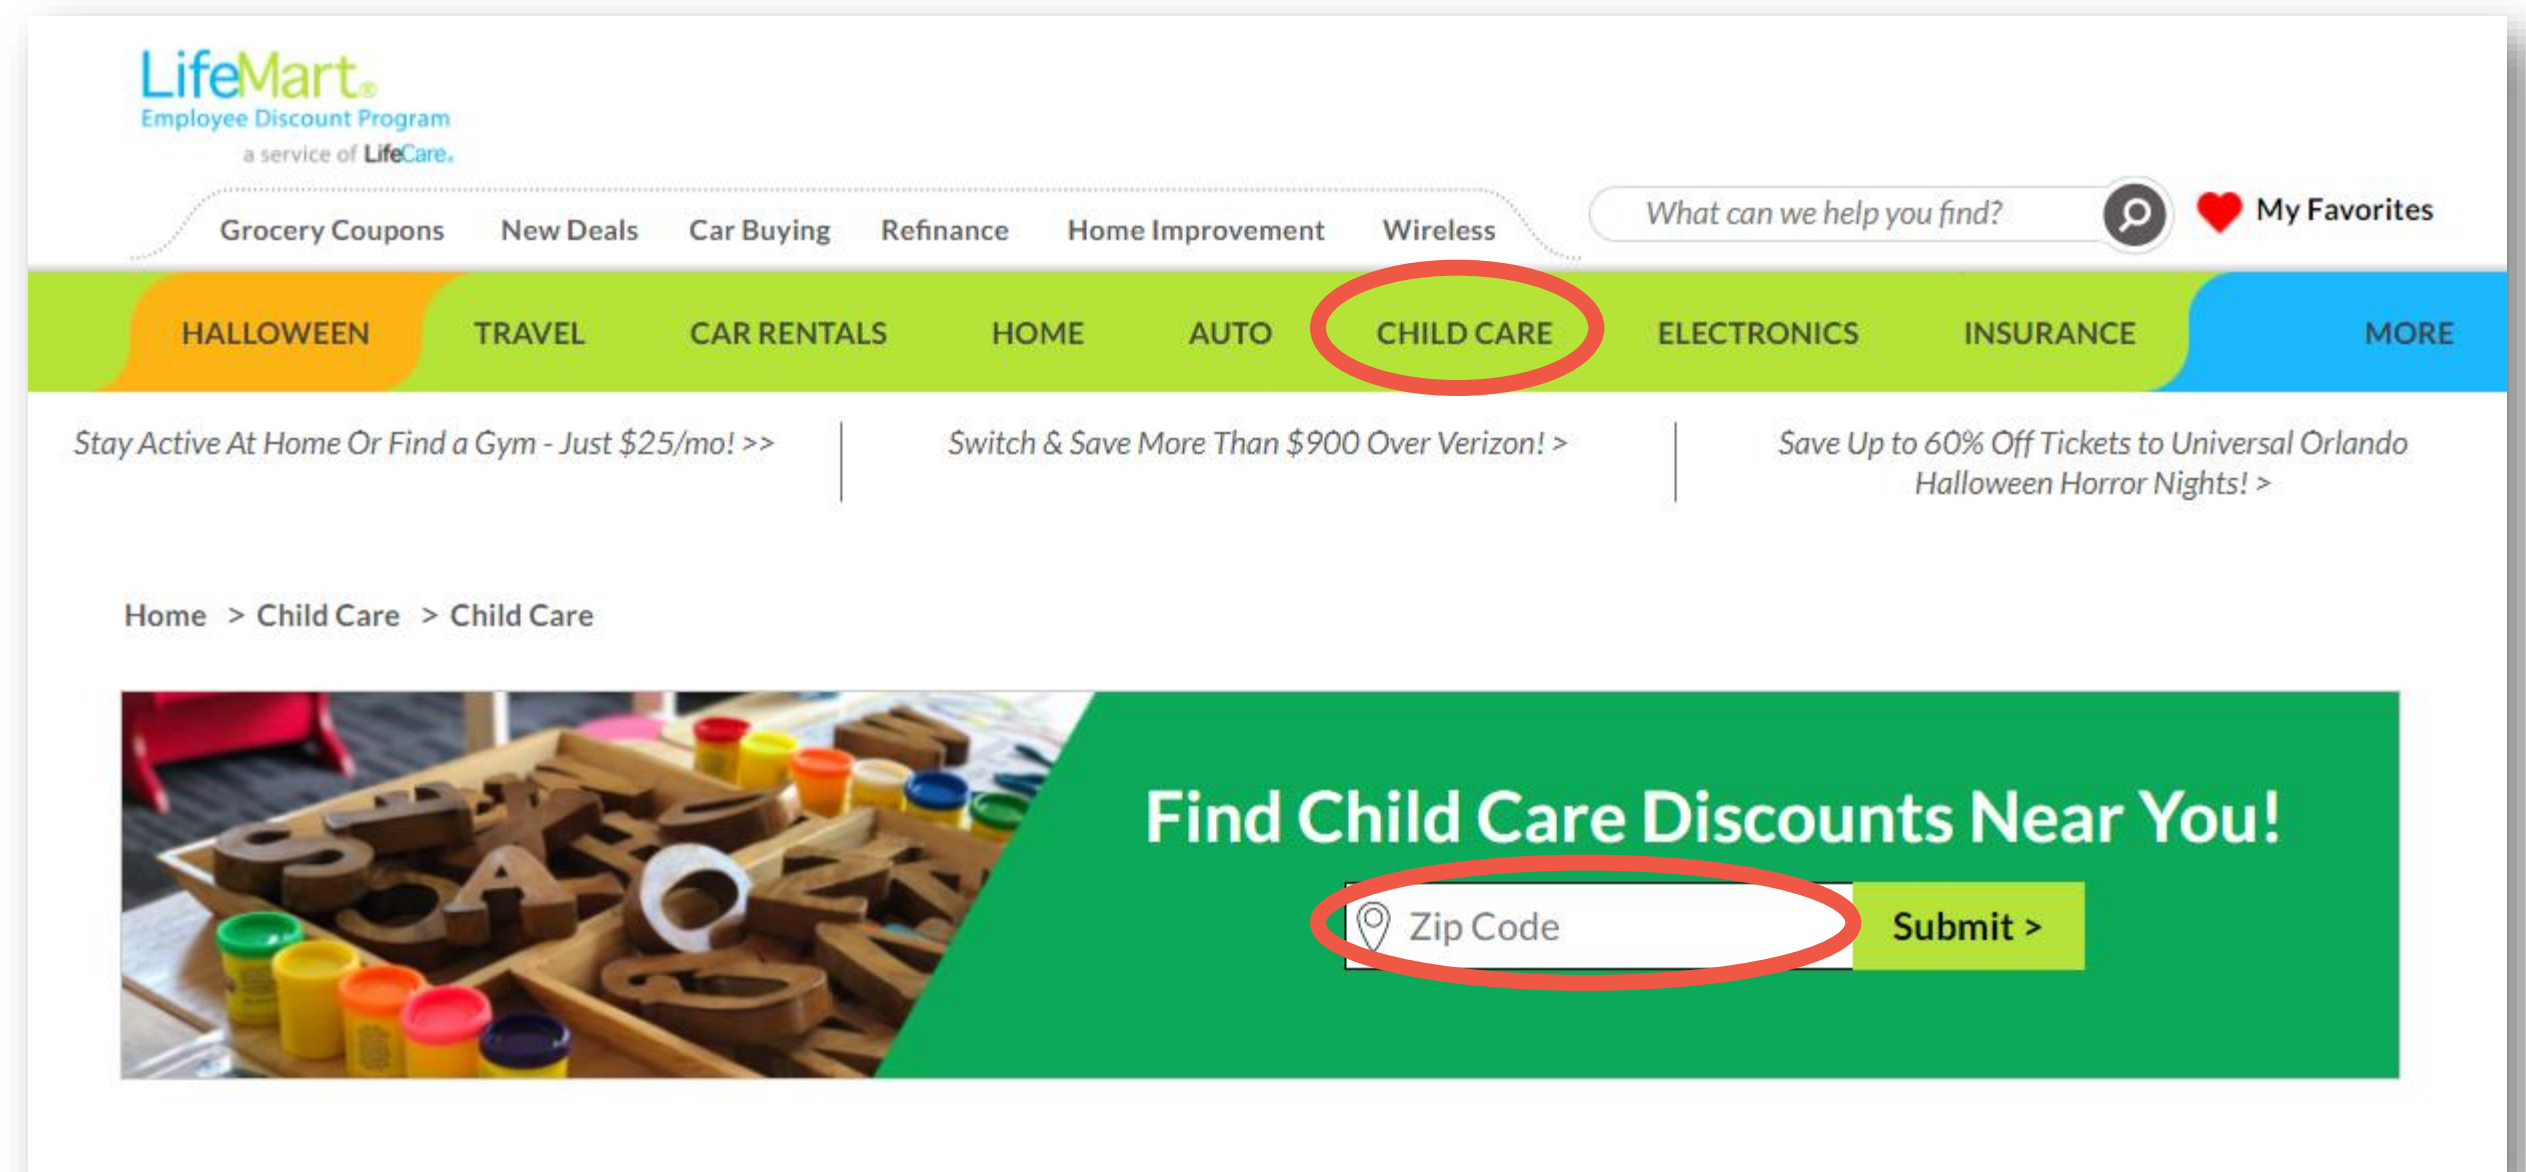 LifeMart®
Employee Discount Program
a service of LifeCare®
Grocery Coupons New Deals Car Buying Refinance Home Improvement Wireless
What can we help you find?
My Favorites
HALLOWEEN TRAVEL CAR RENTALS HOME AUTO CHILD CARE ELECTRONICS INSURANCE MORE
Stay Active At Home Or Find a Gym - Just $25/mo! >>
Switch & Save More Than $900 Over Verizon! >
Save Up to 60% Off Tickets to Universal Orlando
Halloween Horror Nights! >
Home > Child Care > Child Care
Find Child Care Discounts Near You!
Zip Code
Submit >